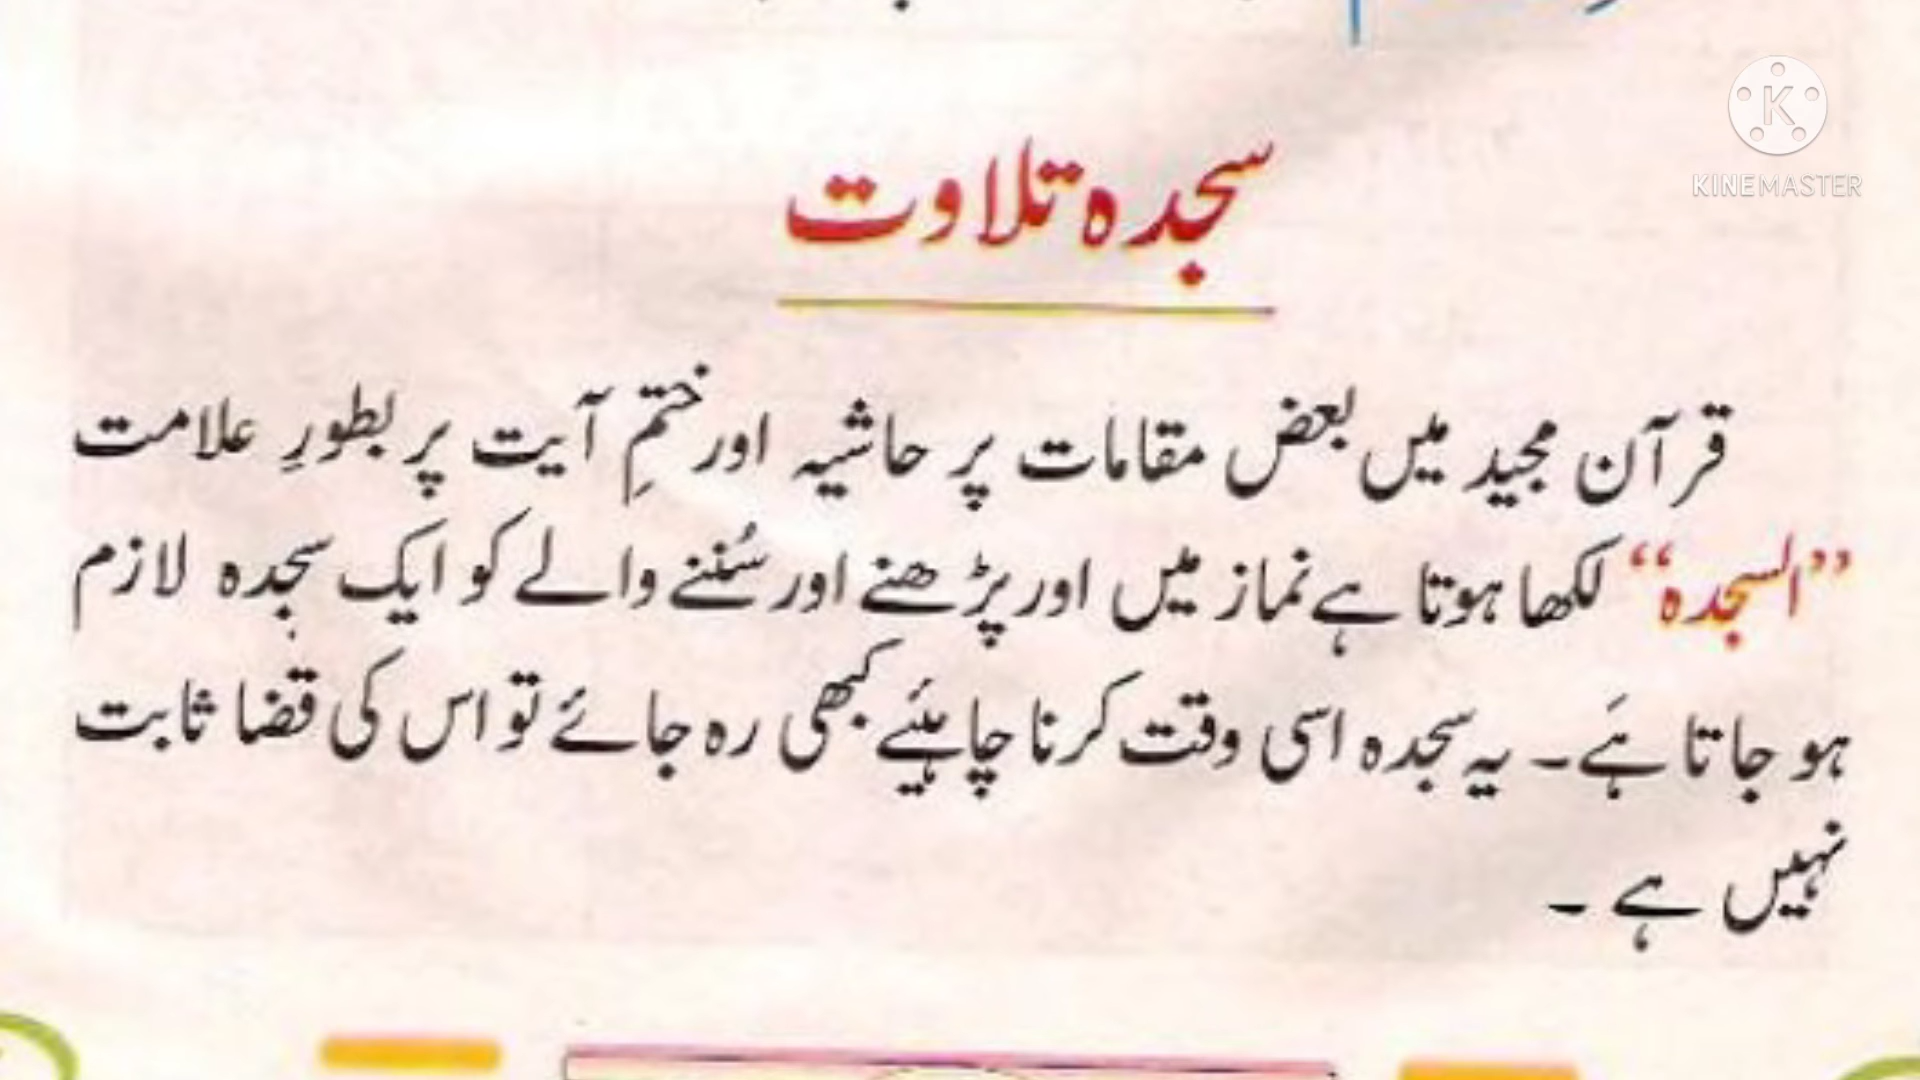 سجدہ تلاوت
KINEMASTER
قرآن مجید میں بعض مقامات پر حاشیہ اور ختمِ آیت پر بطورِ علامت
”السجدہ“ لکھا ہوتا ہے نماز میں اور پڑھنے اور سُننے والے کو ایک سجدہ لازم
ہو جاتا ہَے۔ یہ سجدہ اسی وقت کرنا چاہئیے کبھی رہ جائے تو اس کی قضا ثابت
نہیں ہے ۔